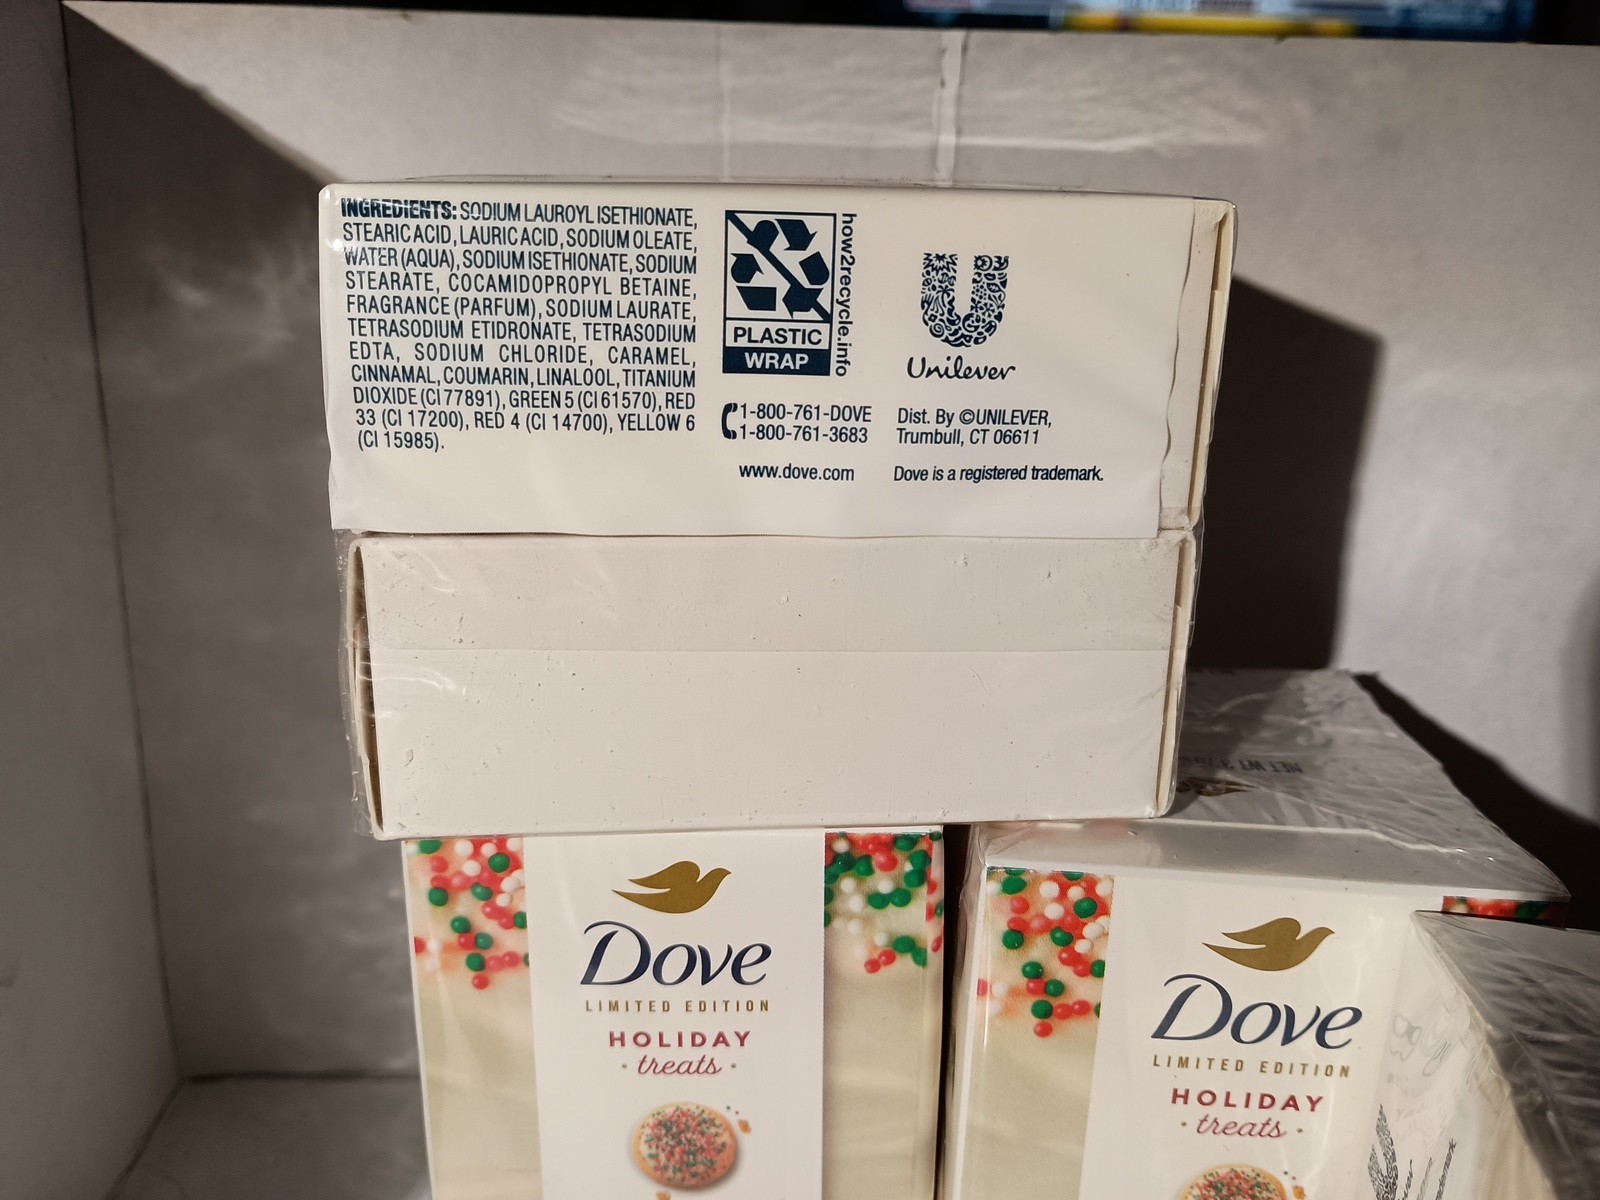 INGREDIENTS: SODIUM LAUROYL ISETHIONATE,
STEARIC ACID, LAURIC ACID, SODIUM OLEATE,
WATER (AQUA), SODIUM ISETHIONATE, SODIUM
STEARATE, COCAMIDOPROPYL BETAINE,
FRAGRANCE (PARFUM), SODIUM LAURATE,
TETRASODIUM ETIDRONATE, TETRASODIUM
EDTA, SODIUM CHLORIDE, CARAMEL,
CINNAMAL, COUMARIN, LINALOOL, TITANIUM
DIOXIDE (CI 77891), GREEN 5 (CI 61570), RED
33 (CI 17200), RED 4 (CI 14700), YELLOW 6
(CI 15985).
PLASTIC
WRAP
how2recycle.info
1-800-761-DOVE
1-800-761-3683
www.dove.com
Unilever
Dist. By ©UNILEVER,
Trumbull, CT 06611
Dove is a registered trademark.
NET WT
Dove
LIMITED EDITION
HOLIDAY
· treats ·
Dove
LIMITED EDITION
HOLIDAY
· treats ·